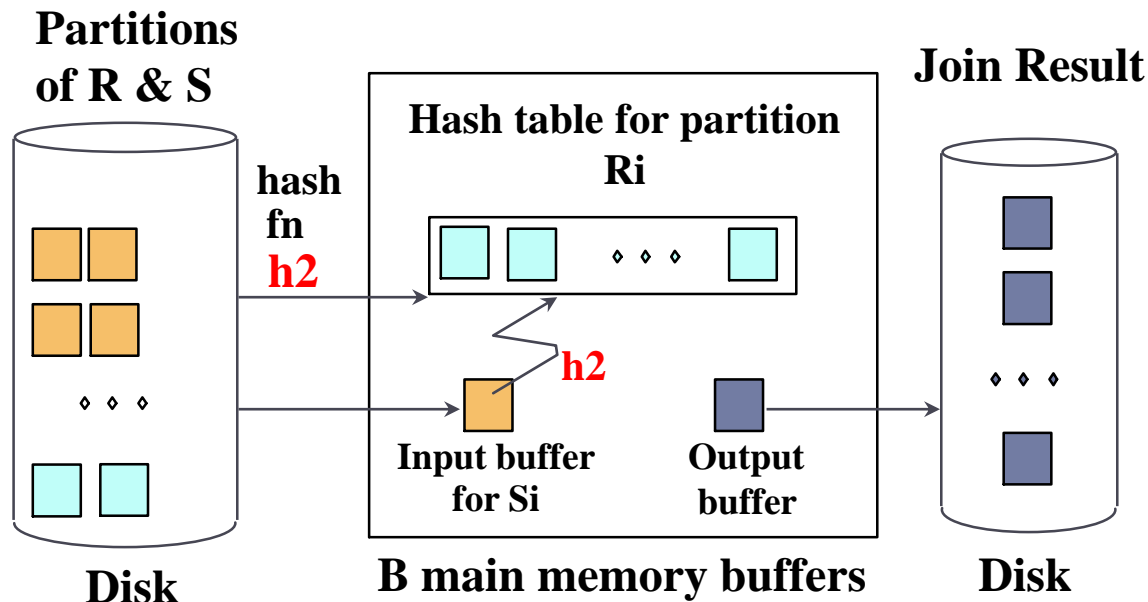 Partitions
of R & S
Join Result
Hash table for partition
Ri
hash
fn
h2
h2
Input buffer
for Si
Output
buffer
Disk
B main memory buffers
Disk